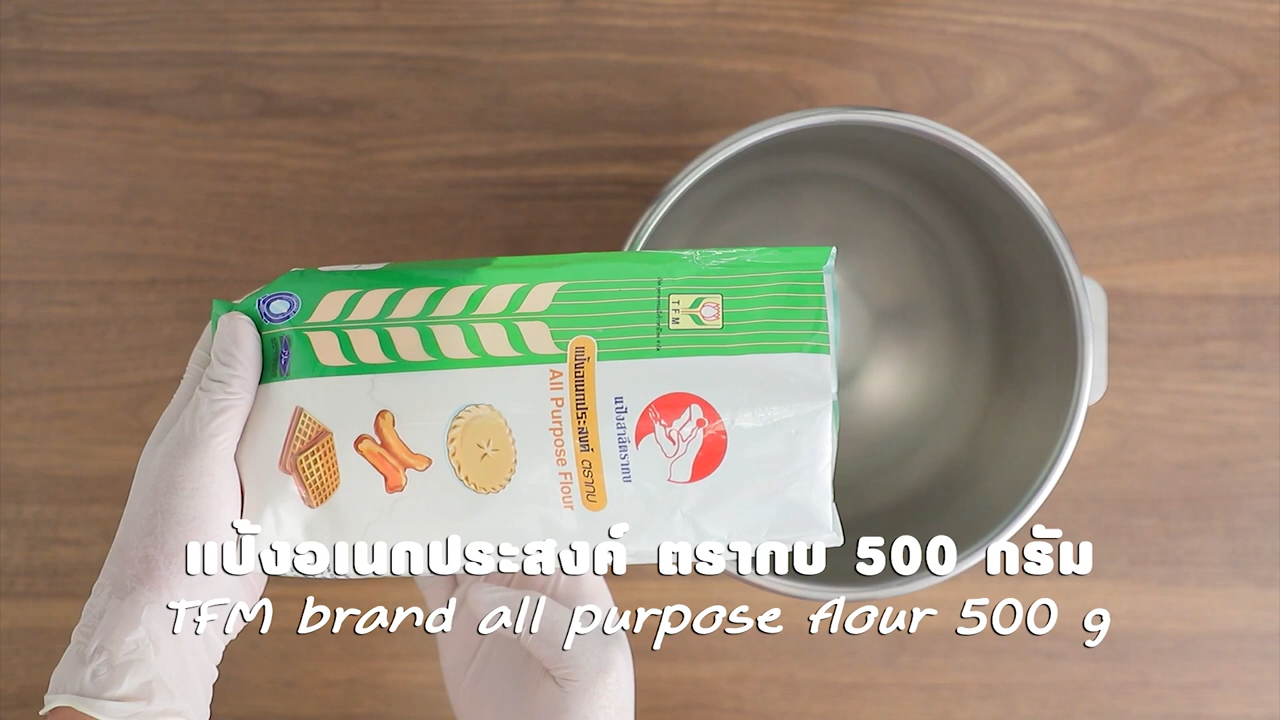 TFM
แป้งสาลีตรากบ
แป้งอเนกประสงค์ ตรากบ
All Purpose Flour
แป้งอเนกประสงค์ ตรากบ 500 กรัม
TFM brand all purpose flour 500 g